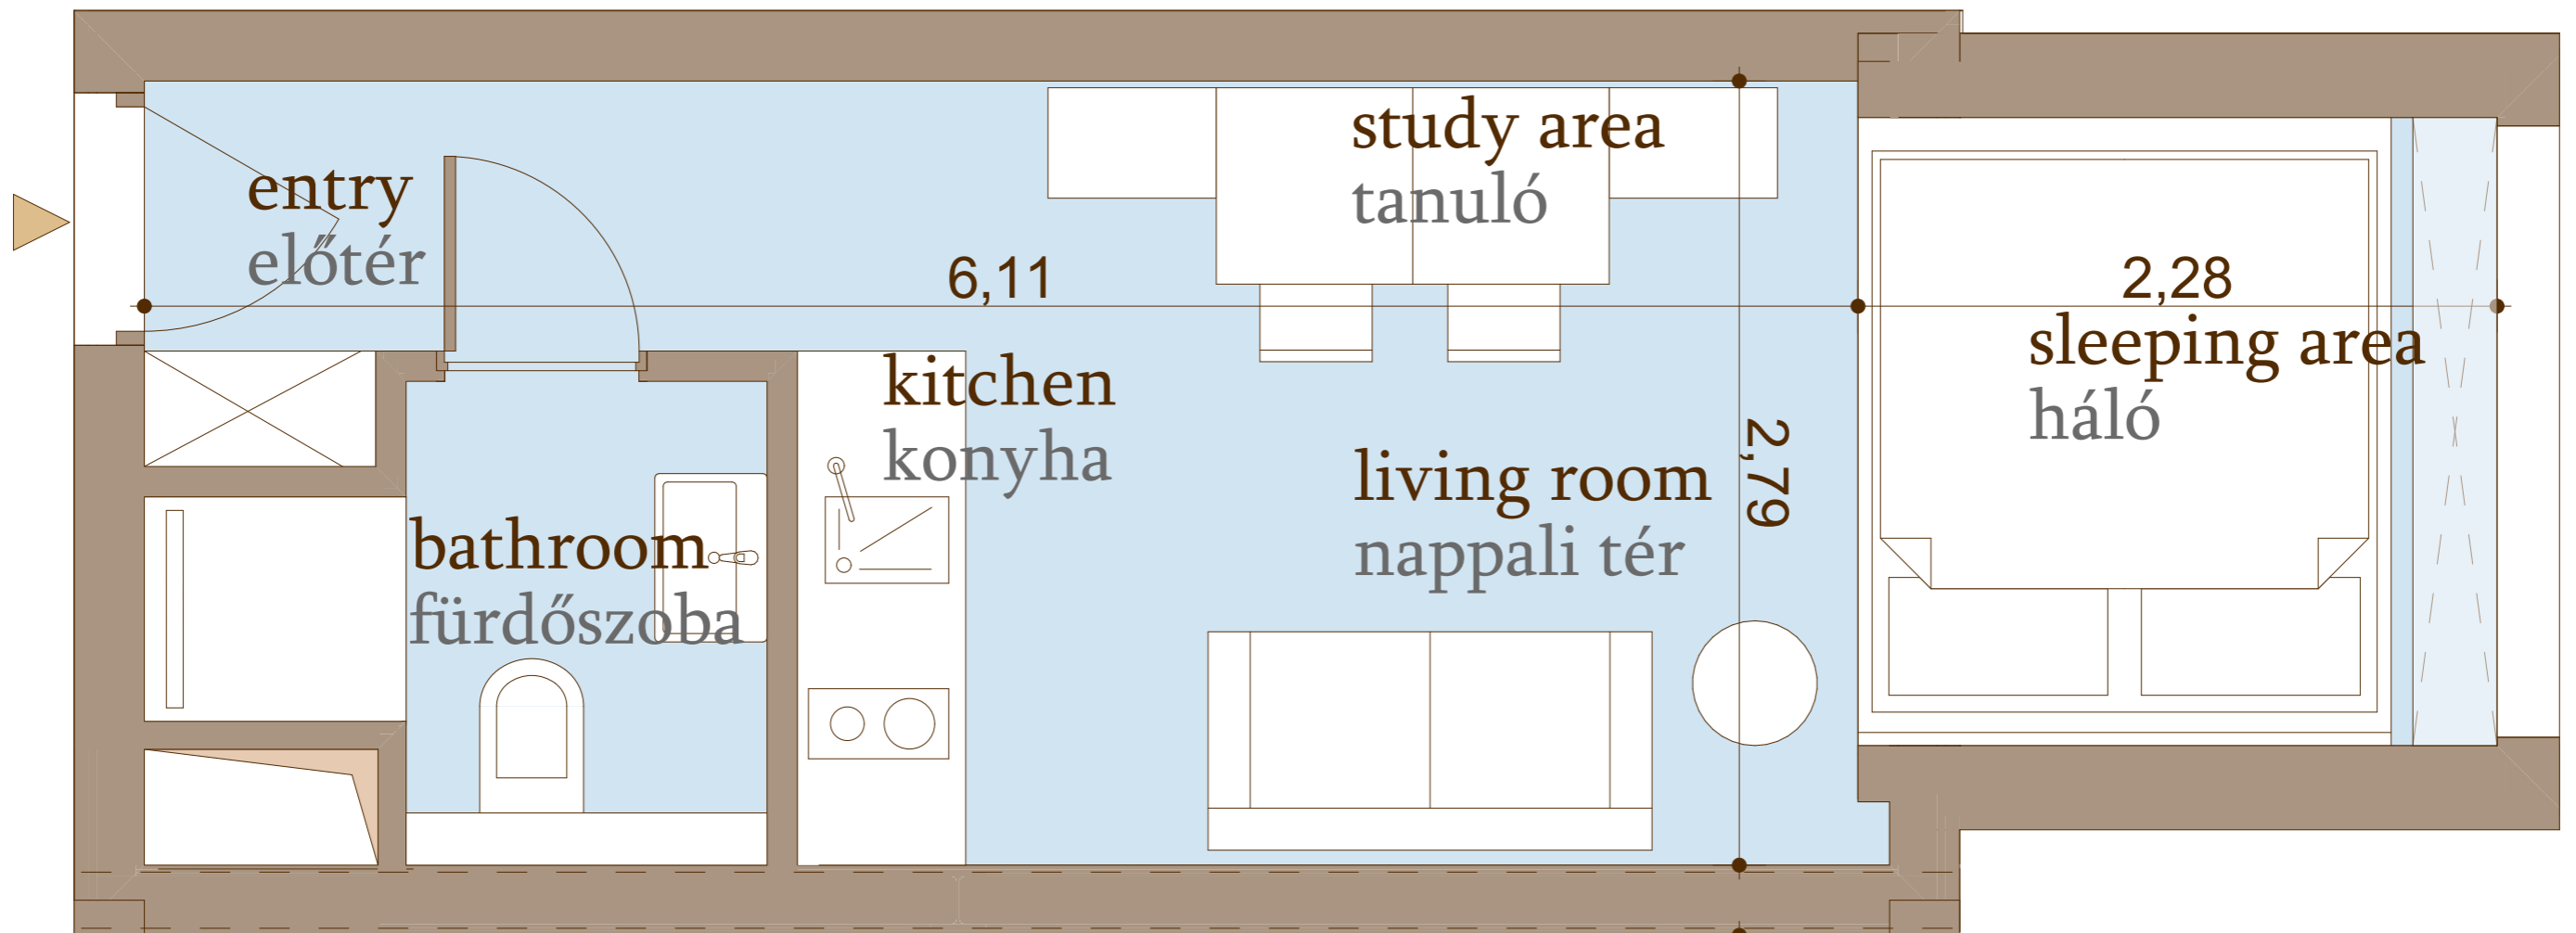 entry
előtér
study area
tanuló
6,11
2,28
sleeping area
háló
kitchen
konyha
living room
nappali tér
2,79
bathroom
fürdőszoba